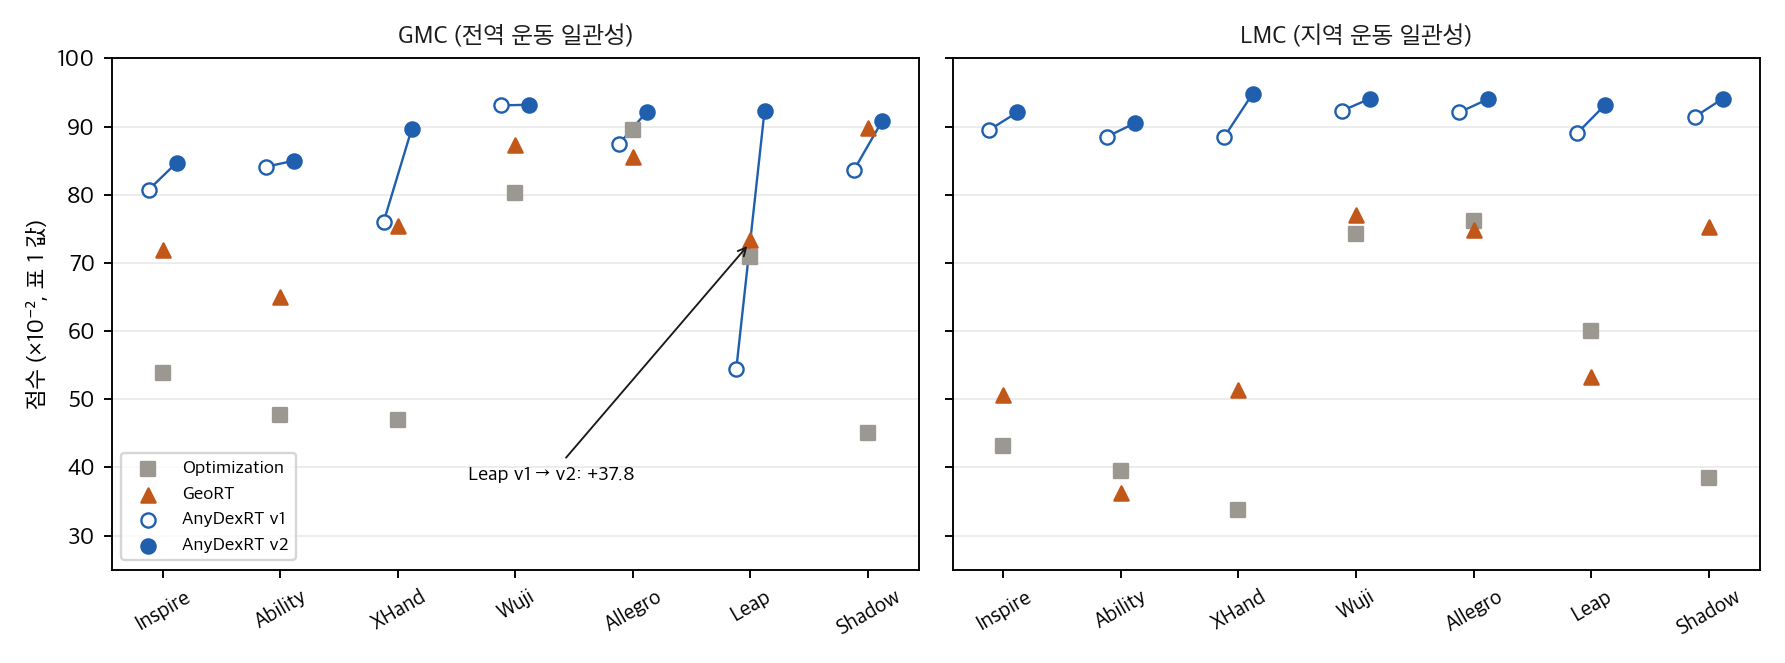 GMC (전역 운동 일관성)
LMC (지역 운동 일관성)
점수 (×10⁻², 표 1 값)
100
90
80
70
60
50
40
30
Leap v1 → v2: +37.8
Optimization
GeoRT
AnyDexRT v1
AnyDexRT v2
Inspire
Ability
XHand
Wuji
Allegro
Leap
Shadow
Inspire
Ability
XHand
Wuji
Allegro
Leap
Shadow